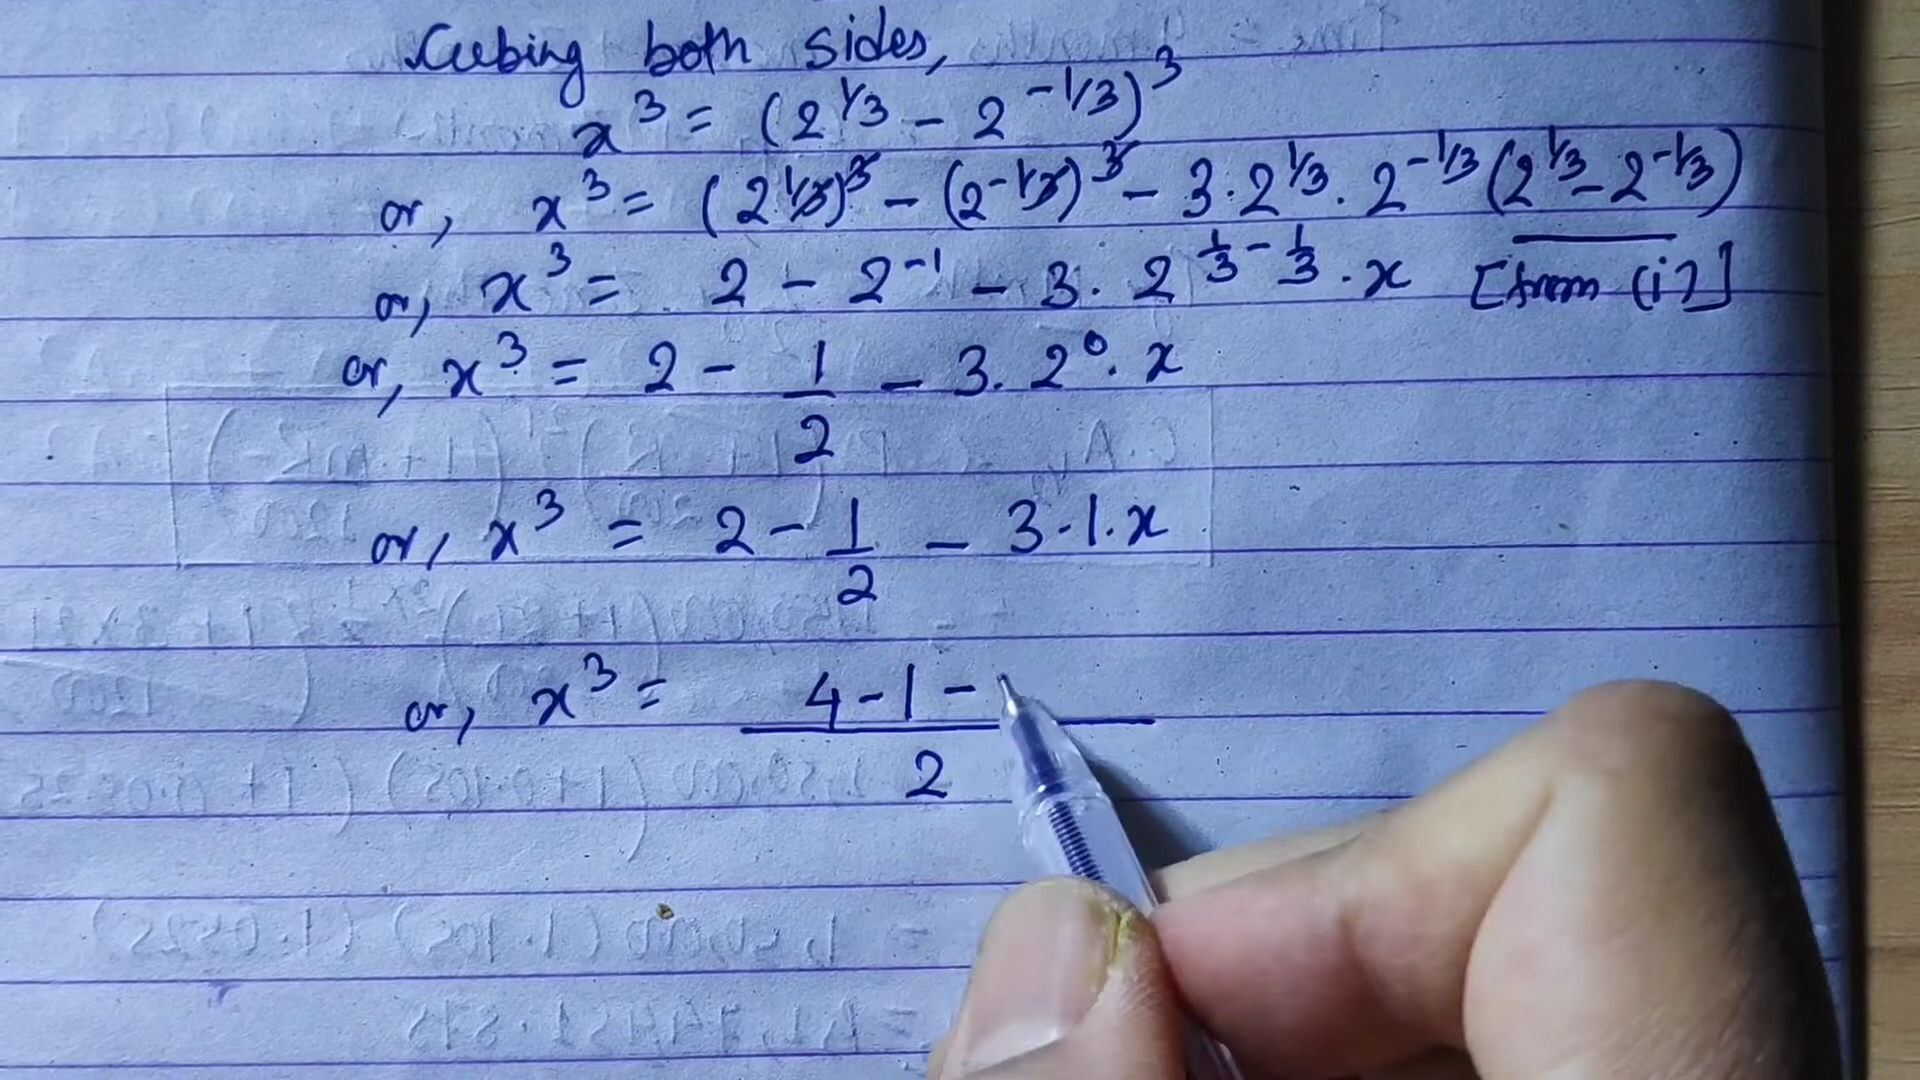 Cubing both sides,
x³ = (2^1/3 - 2^-1/3)³
or, x³ = (2^1/3)³ - (2^-1/3)³ - 3·2^1/3·2^-1/3(2^1/3 - 2^-1/3)
or, x³ = 2 - 2^-1 - 3·2^(1/3 - 1/3)·x [from (i)]
or, x³ = 2 - 1/2 - 3·2⁰·x
or, x³ = 2 - 1/2 - 3·1·x
or, x³ = (4-1-)/2